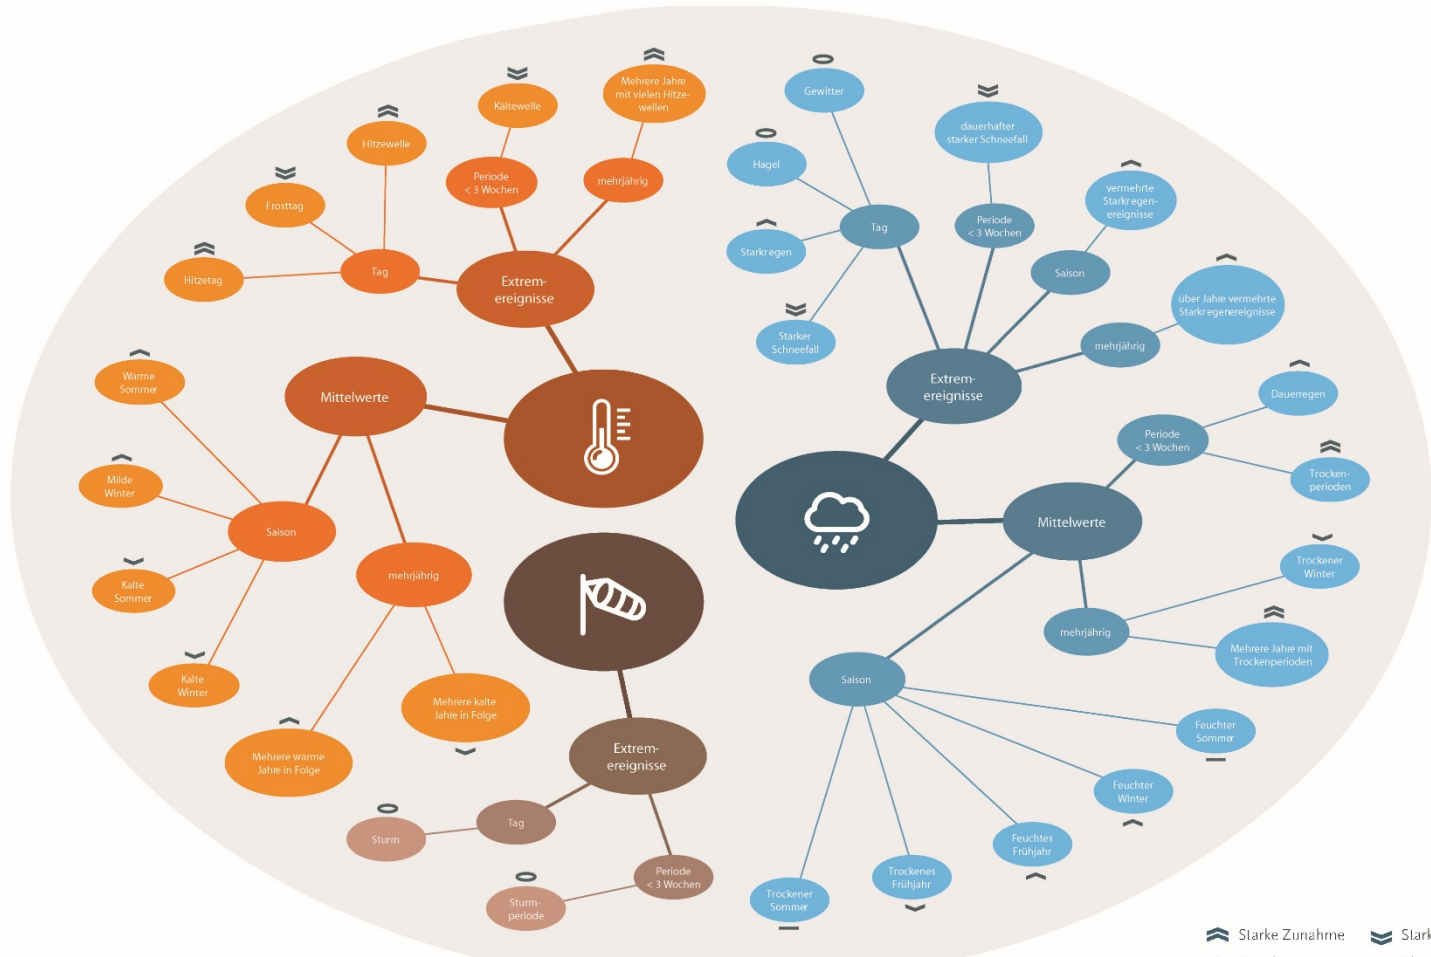 Mehrere Jahre
mit vielen Hitze-
wellen
Kältewelle
Hitzewelle
Periode
< 3 Wochen
mehrjährig
Frosttag
Tag
Hitzetag
Extrem-
ereignisse
Warme
Sommer
Mittelwerte
Milde
Winter
Saison
Kalte
Sommer
mehrjährig
Kalte
Winter
Mehrere kalte
Jahre in Folge
Mehrere warme
Jahre in Folge
Extrem-
ereignisse
Tag
Sturm
Periode
< 3 Wochen
Sturm-
periode
Gewitter
dauerhafter
starker Schneefall
Hagel
vermehrte
Starkregen-
ereignisse
Tag
Periode
< 3 Wochen
Starkregen
Saison
über Jahre vermehrte
Starkregenereignisse
Starker
Schneefall
mehrjährig
Extrem-
ereignisse
Dauerregen
Periode
< 3 Wochen
Trocken-
perioden
Mittelwerte
Trockener
Winter
mehrjährig
Mehrere Jahre mit
Trockenperioden
Saison
Feuchter
Sommer
Feuchter
Winter
Feuchtes
Frühjahr
Trockenes
Frühjahr
Trockener
Sommer
Starke Zunahme
Star